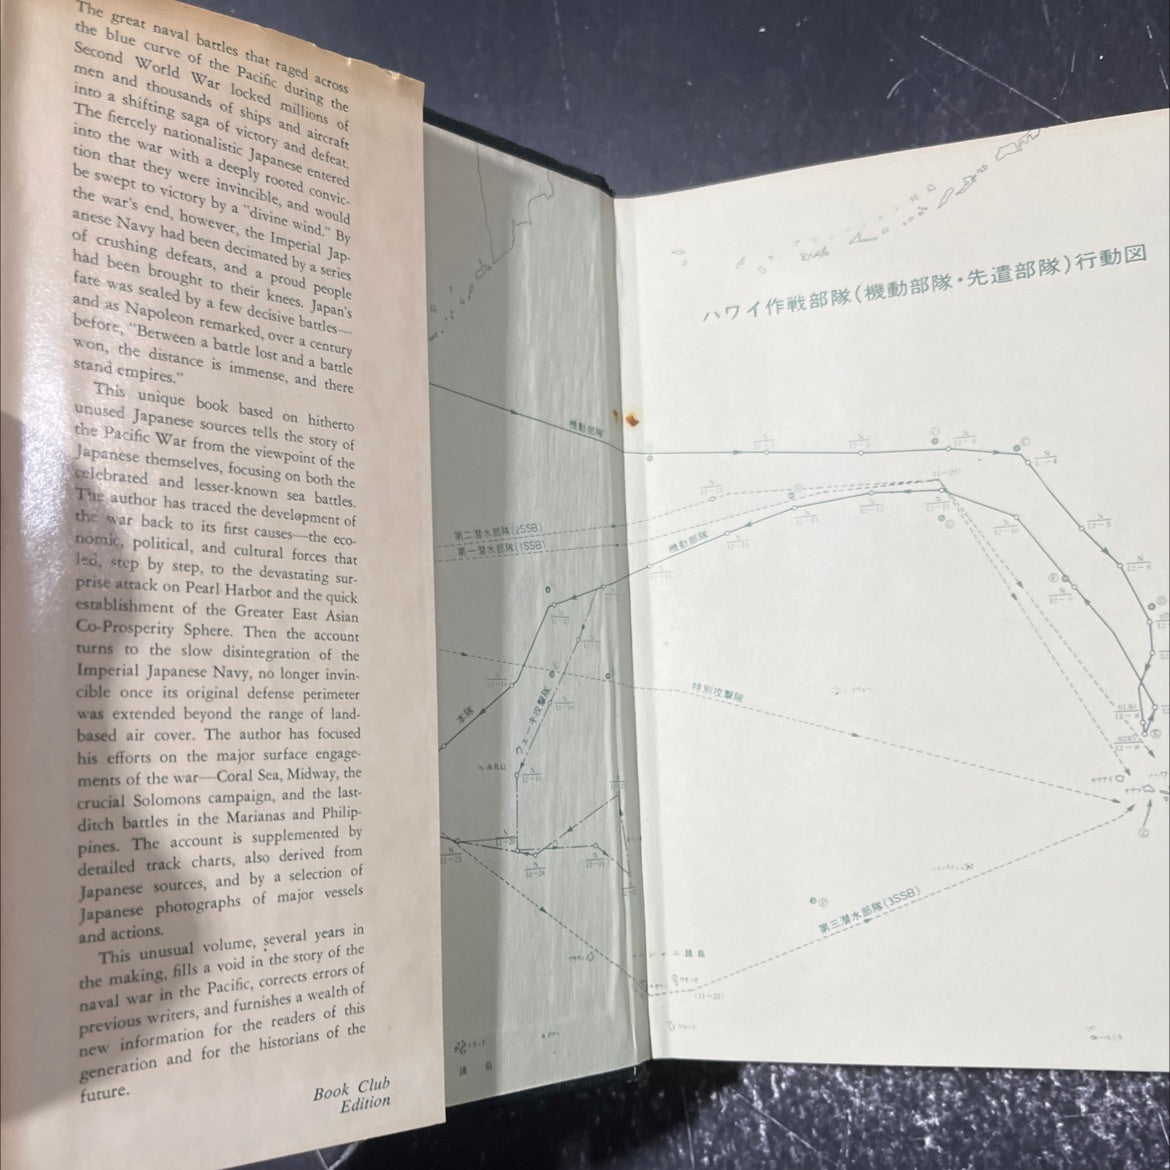 The great naval battles that raged across
the blue curve of the Pacific during the
Second World War locked millions of
men and thousands of ships and aircraft
into a shifting saga of victory and defeat.
The fiercely nationalistic Japanese entered
into the war with a deeply rooted convic-
tion that they were invincible, and would
be swept to victory by a "divine wind." By
the war's end, however, the Imperial Jap-
anese Navy had been decimated by a series
of crushing defeats, and a proud people
had been brought to their knees. Japan's
fate was sealed by a few decisive battles—
and as Napoleon remarked, over a century
before, "Between a battle lost and a battle
won, the distance is immense, and there
stand empires."
This unique book based on hitherto
unused Japanese sources tells the story of
the Pacific War from the viewpoint of the
Japanese themselves, focusing on both the
celebrated and lesser-known sea battles.
The author has traced the development of
the war back to its first causes—the eco-
nomic, political, and cultural forces that
led, step by step, to the devastating sur-
prise attack on Pearl Harbor and the quick
establishment of the Greater East Asian
Co-Prosperity Sphere. Then the account
turns to the slow disintegration of the
Imperial Japanese Navy, no longer invin-
cible once its original defense perimeter
was extended beyond the range of land-
based air cover. The author has focused
his efforts on the major surface engage-
ments of the war—Coral Sea, Midway, the
crucial Solomons campaign, and the last-
ditch battles in the Marianas and Philip-
pines. The account is supplemented by
detailed track charts, also derived from
Japanese sources, and by a selection of
Japanese photographs of major vessels
and actions.
This unusual volume, several years in
the making, fills a void in the story of the
naval war in the Pacific, corrects errors of
previous writers, and furnishes a wealth of
new information for the readers of this
generation and for the historians of the
future.
Book Club
Edition
ハワイ作戦部隊(機動部隊・先遣部隊)行動図
機動部隊
第二潜水部隊(2SSB)
第一潜水部隊(1SSB)
機動部隊
特別攻撃隊
本隊
ウェーキ攻撃隊
第三潜水部隊(3SSB)
諸島